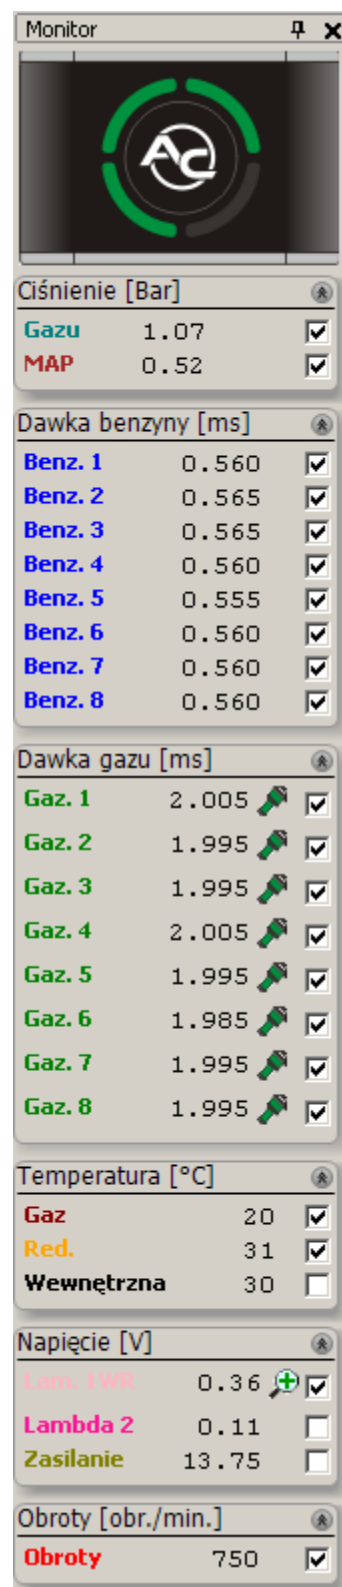 Monitor
AC
Ciśnienie [Bar]
Gazu 1.07
MAP 0.52
Dawka benzyny [ms]
Benz. 1 0.560
Benz. 2 0.565
Benz. 3 0.565
Benz. 4 0.560
Benz. 5 0.555
Benz. 6 0.560
Benz. 7 0.560
Benz. 8 0.560
Dawka gazu [ms]
Gaz. 1 2.005
Gaz. 2 1.995
Gaz. 3 1.995
Gaz. 4 2.005
Gaz. 5 1.995
Gaz. 6 1.985
Gaz. 7 1.995
Gaz. 8 1.995
Temperatura [°C]
Gaz 20
Red. 31
Wewnętrzna 30
Napięcie [V]
Lam. 1WR 0.36
Lambda 2 0.11
Zasilanie 13.75
Obroty [obr./min.]
Obroty 750